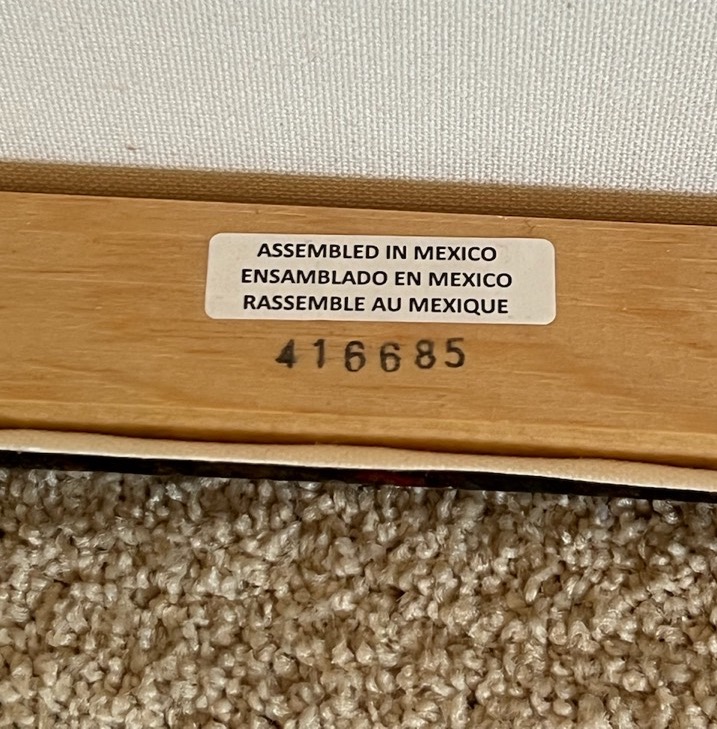 ASSEMBLED IN MEXICO
ENSAMBLADO EN MEXICO
RASSEMBLE AU MEXIQUE
416685